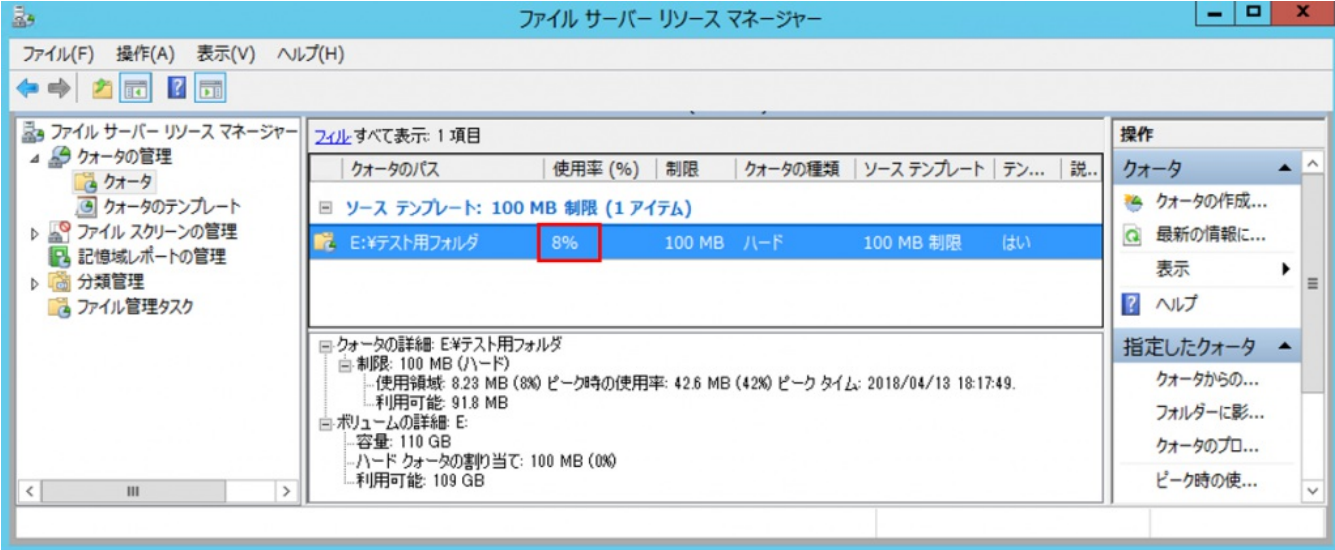 ファイル サーバー リソース マネージャー
ファイル(F) 操作(A) 表示(V) ヘルプ(H)
ファイル サーバー リソース マネージャー
クォータの管理
クォータ
クォータのテンプレート
ファイル スクリーンの管理
記憶域レポートの管理
分類管理
ファイル管理タスク
フィル すべて表示: 1 項目
クォータのパス 使用率 (%) 制限 クォータの種類 ソース テンプレート テン... 説..
ソース テンプレート: 100 MB 制限 (1 アイテム)
E:¥テスト用フォルダ 8% 100 MB ハード 100 MB 制限 はい
クォータの詳細: E:¥テスト用フォルダ
制限: 100 MB (ハード)
使用領域: 8.23 MB (8%) ピーク時の使用率: 42.6 MB (42%) ピーク タイム: 2018/04/13 18:17:49.
利用可能: 91.8 MB
ボリュームの詳細: E:
容量: 110 GB
ハード クォータの割り当て: 100 MB (0%)
利用可能: 109 GB
操作
クォータ
クォータの作成...
最新の情報に...
表示
ヘルプ
指定したクォータ
クォータからの...
フォルダーに影...
クォータのプロ...
ピーク時の使...